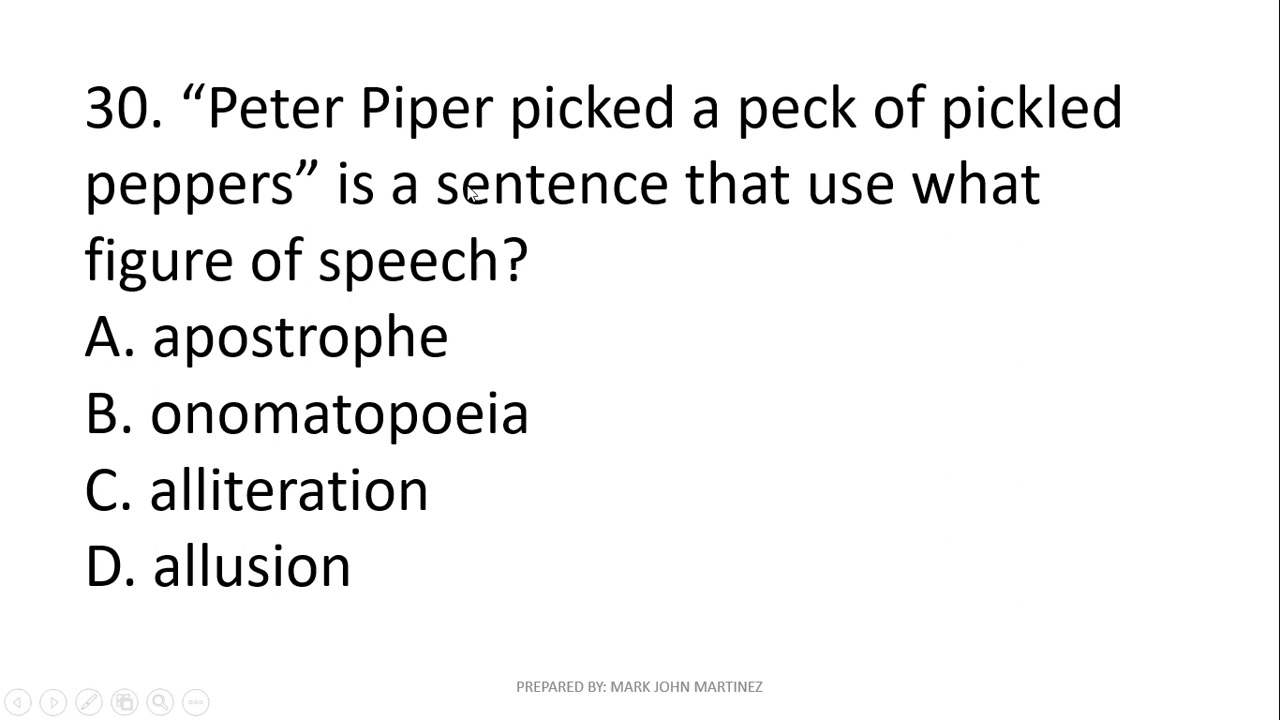 30. “Peter Piper picked a peck of pickled
peppers” is a sentence that use what
figure of speech?
A. apostrophe
B. onomatopoeia
C. alliteration
D. allusion
PREPARED BY: MARK JOHN MARTINEZ